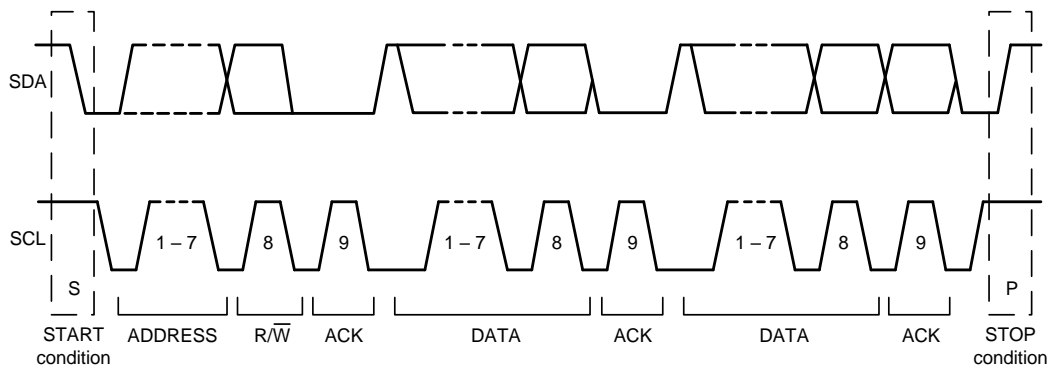 SDA
SCL
1 – 7
8
9
1 – 7
8
9
1 – 7
8
9
S
P
START
condition
ADDRESS
R/W̅
ACK
DATA
ACK
DATA
ACK
STOP
condition